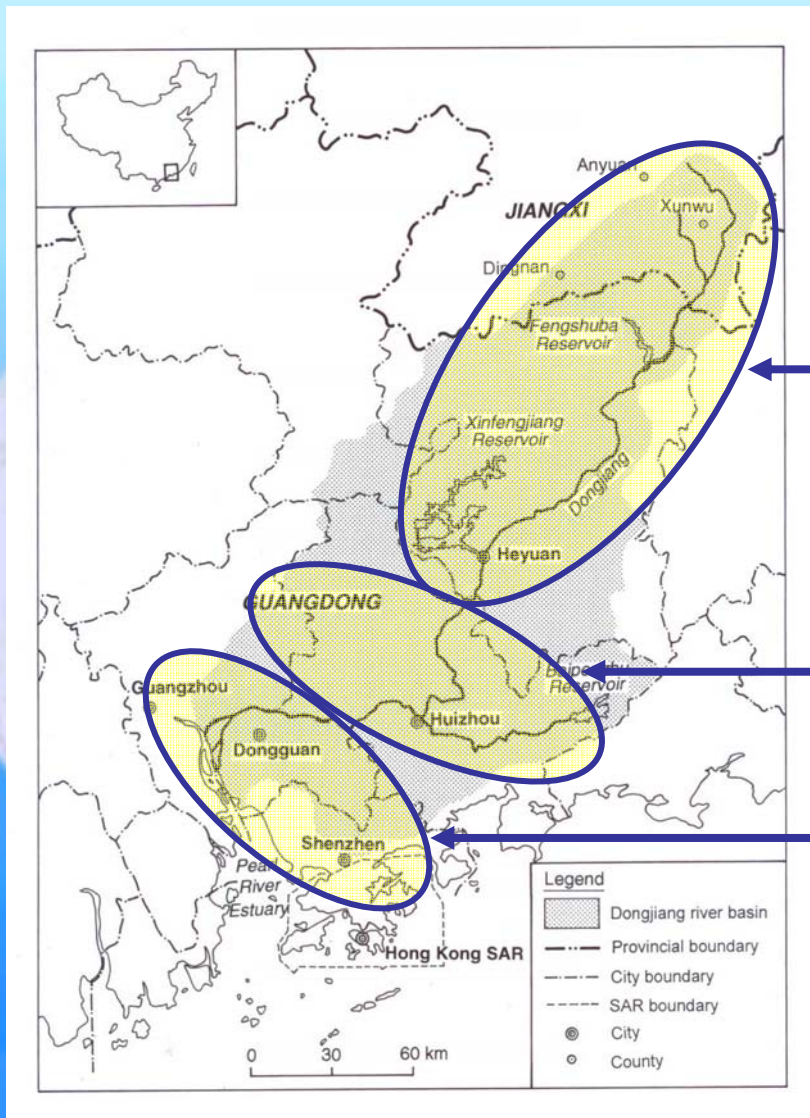 Anyuan
JIANGXI
Xunwu
Dingnan
Fengshuba
Reservoir
Xinfengjiang
Reservoir
Dongjiang
Heyuan
GUANGDONG
Reservoir
Guangzhou
Huizhou
Dongguan
Shenzhen
Pearl
River
Estuary
Hong Kong SAR
Legend
Dongjiang river basin
Provincial boundary
City boundary
SAR boundary
City
County
0 30 60 km